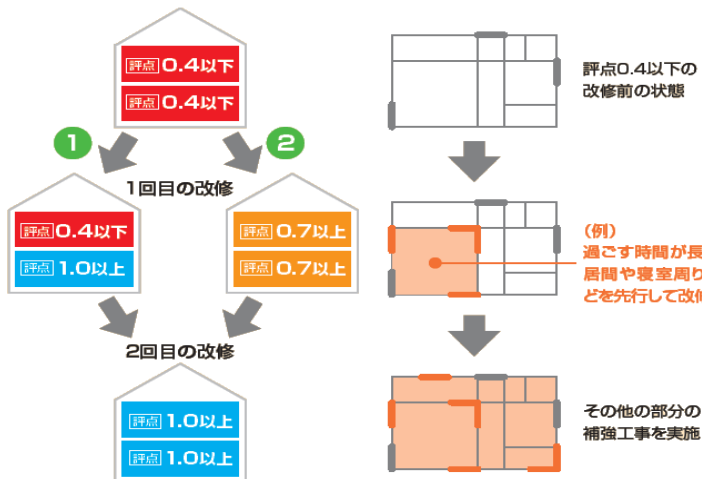 評点 0.4以下
評点 0.4以下
1
2
1回目の改修
評点 0.4以下
評点 1.0以上
評点 0.7以上
評点 0.7以上
2回目の改修
評点 1.0以上
評点 1.0以上
評点0.4以下の
改修前の状態
(例)
過ごす時間が長
居間や寝室周り
どを先行して改修
その他の部分の
補強工事を実施